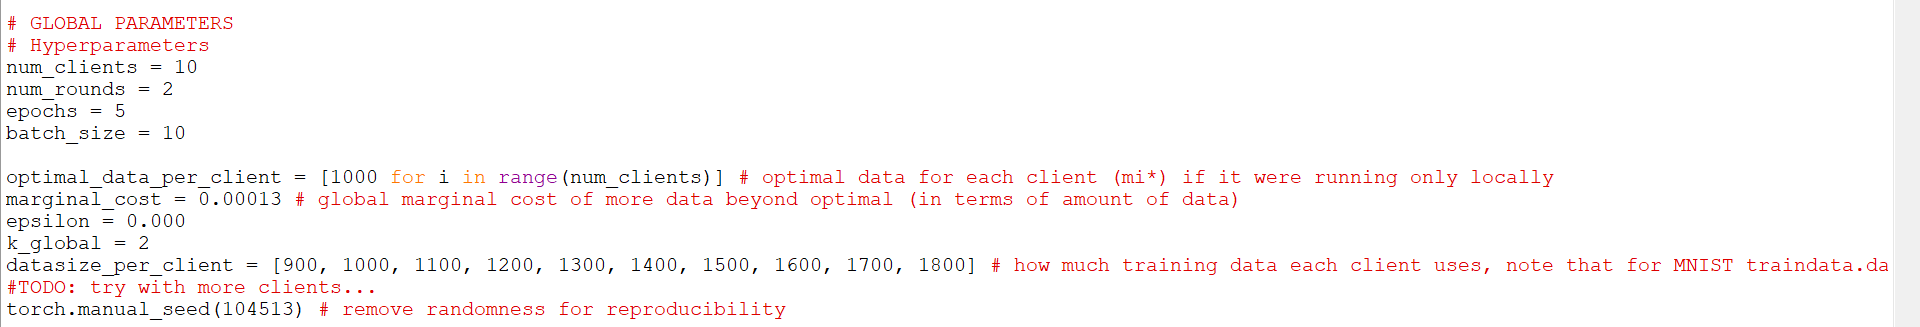 # GLOBAL PARAMETERS
# Hyperparameters
num_clients = 10
num_rounds = 2
epochs = 5
batch_size = 10
optimal_data_per_client = [1000 for i in range(num_clients)] # optimal data for each client (mi*) if it were running only locally
marginal_cost = 0.00013 # global marginal cost of more data beyond optimal (in terms of amount of data)
epsilon = 0.000
k_global = 2
datasize_per_client = [900, 1000, 1100, 1200, 1300, 1400, 1500, 1600, 1700, 1800] # how much training data each client uses, note that for MNIST traindata.da
#TODO: try with more clients...
torch.manual_seed(104513) # remove randomness for reproducibility